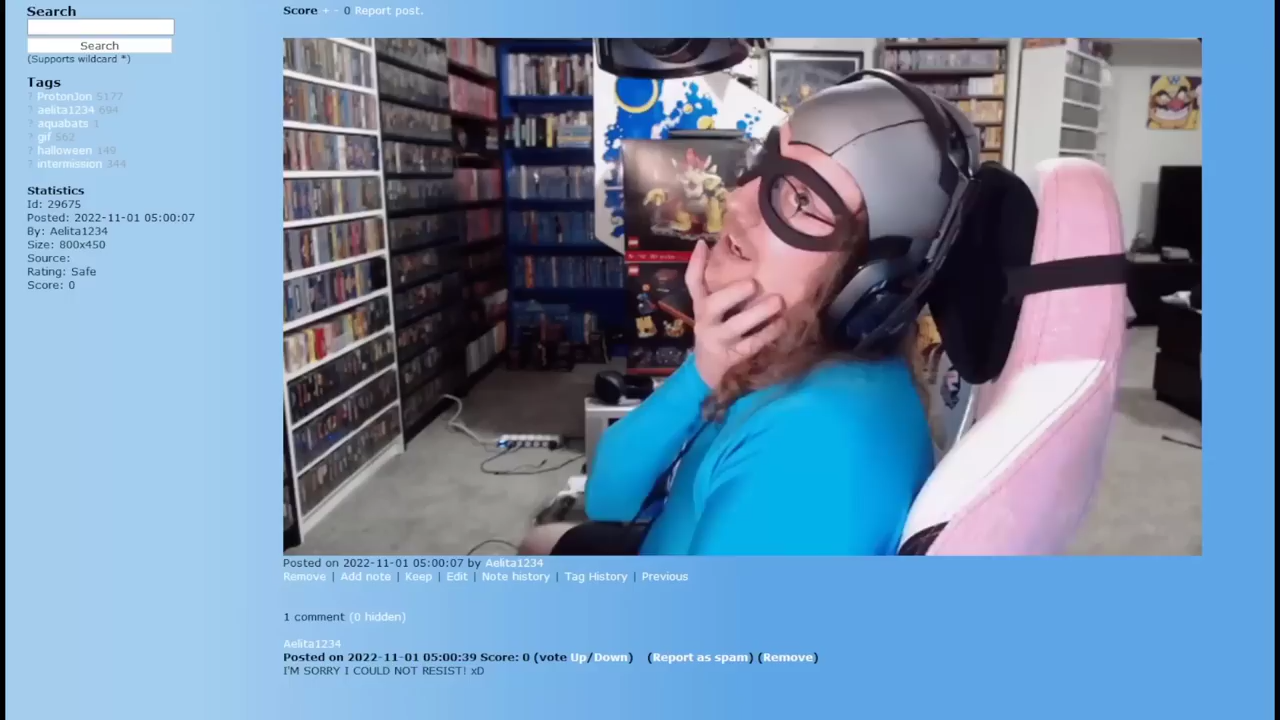 Search
Search
(Supports wildcard *)
Tags
? ProtonJon 5177
? aelita1234 694
? aquabats 1
? gif 562
? halloween 149
? intermission 344
Statistics
Id: 29675
Posted: 2022-11-01 05:00:07
By: Aelita1234
Size: 800x450
Source:
Rating: Safe
Score: 0
Score + - 0 Report post.
Posted on 2022-11-01 05:00:07 by Aelita1234
Remove | Add note | Keep | Edit | Note history | Tag History | Previous
1 comment (0 hidden)
Aelita1234
Posted on 2022-11-01 05:00:39 Score: 0 (vote Up/Down) (Report as spam) (Remove)
I'M SORRY I COULD NOT RESIST! xD